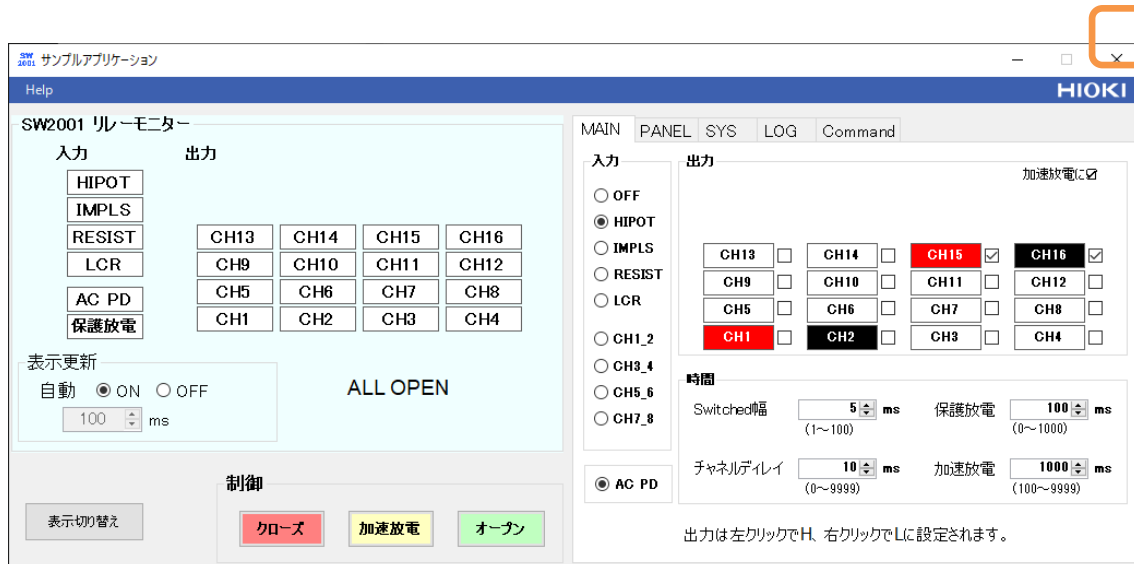 SW 2001 サンプルアプリケーション
Help HIOKI
SW2001 リレーモニター
入力 出力
HIPOT
IMPLS
RESIST CH13 CH14 CH15 CH16
LCR CH9 CH10 CH11 CH12
AC PD CH5 CH6 CH7 CH8
保護放電 CH1 CH2 CH3 CH4
表示更新
自動 ON OFF
100 ms
ALL OPEN
表示切り替え
制御
クローズ 加速放電 オープン
MAIN PANEL SYS LOG Command
入力
OFF
HIPOT
IMPLS
RESIST
LCR
CH1_2
CH3_4
CH5_6
CH7_8
AC PD
出力
加速放電に☑
CH13 CH14 CH15 CH16
CH9 CH10 CH11 CH12
CH5 CH6 CH7 CH8
CH1 CH2 CH3 CH4
時間
Switched幅 5 ms 保護放電 100 ms
(1～100) (0～1000)
チャネルディレイ 10 ms 加速放電 1000 ms
(0～9999) (100～9999)
出力は左クリックでH、右クリックでLに設定されます。